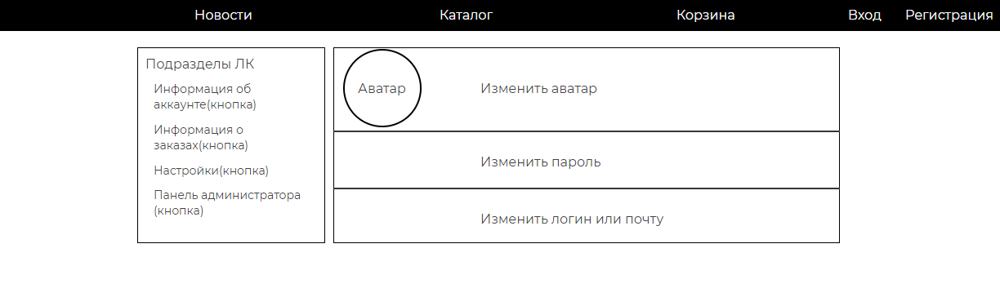 Новости Каталог Корзина Вход Регистрация
Подразделы ЛК
Информация об
аккаунте(кнопка)
Информация о
заказах(кнопка)
Настройки(кнопка)
Панель администратора
(кнопка)
Аватар Изменить аватар
Изменить пароль
Изменить логин или почту